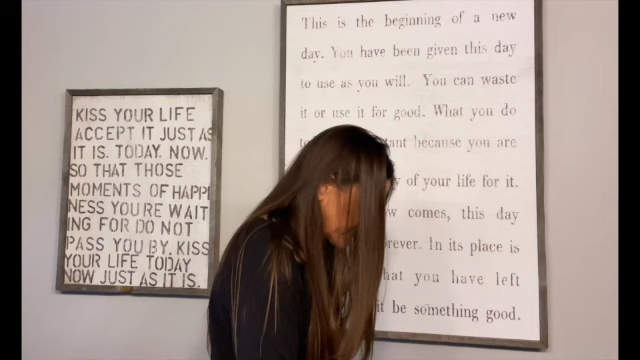 KISS YOUR LIFE
ACCEPT IT JUST AS
IT IS. TODAY. NOW.
SO THAT THOSE
MOMENTS OF HAPPI
NESS YOU'RE WAIT
ING FOR DO NOT
PASS YOU BY. KISS
YOUR LIFE TODAY
NOW JUST AS IT IS.
This is the beginning of a new
day. You have been given this day
to use as you will. You can waste
it or use it for good. What you do
because you are
of your life for it.
comes, this day
In its place is
you have left
it be something good.